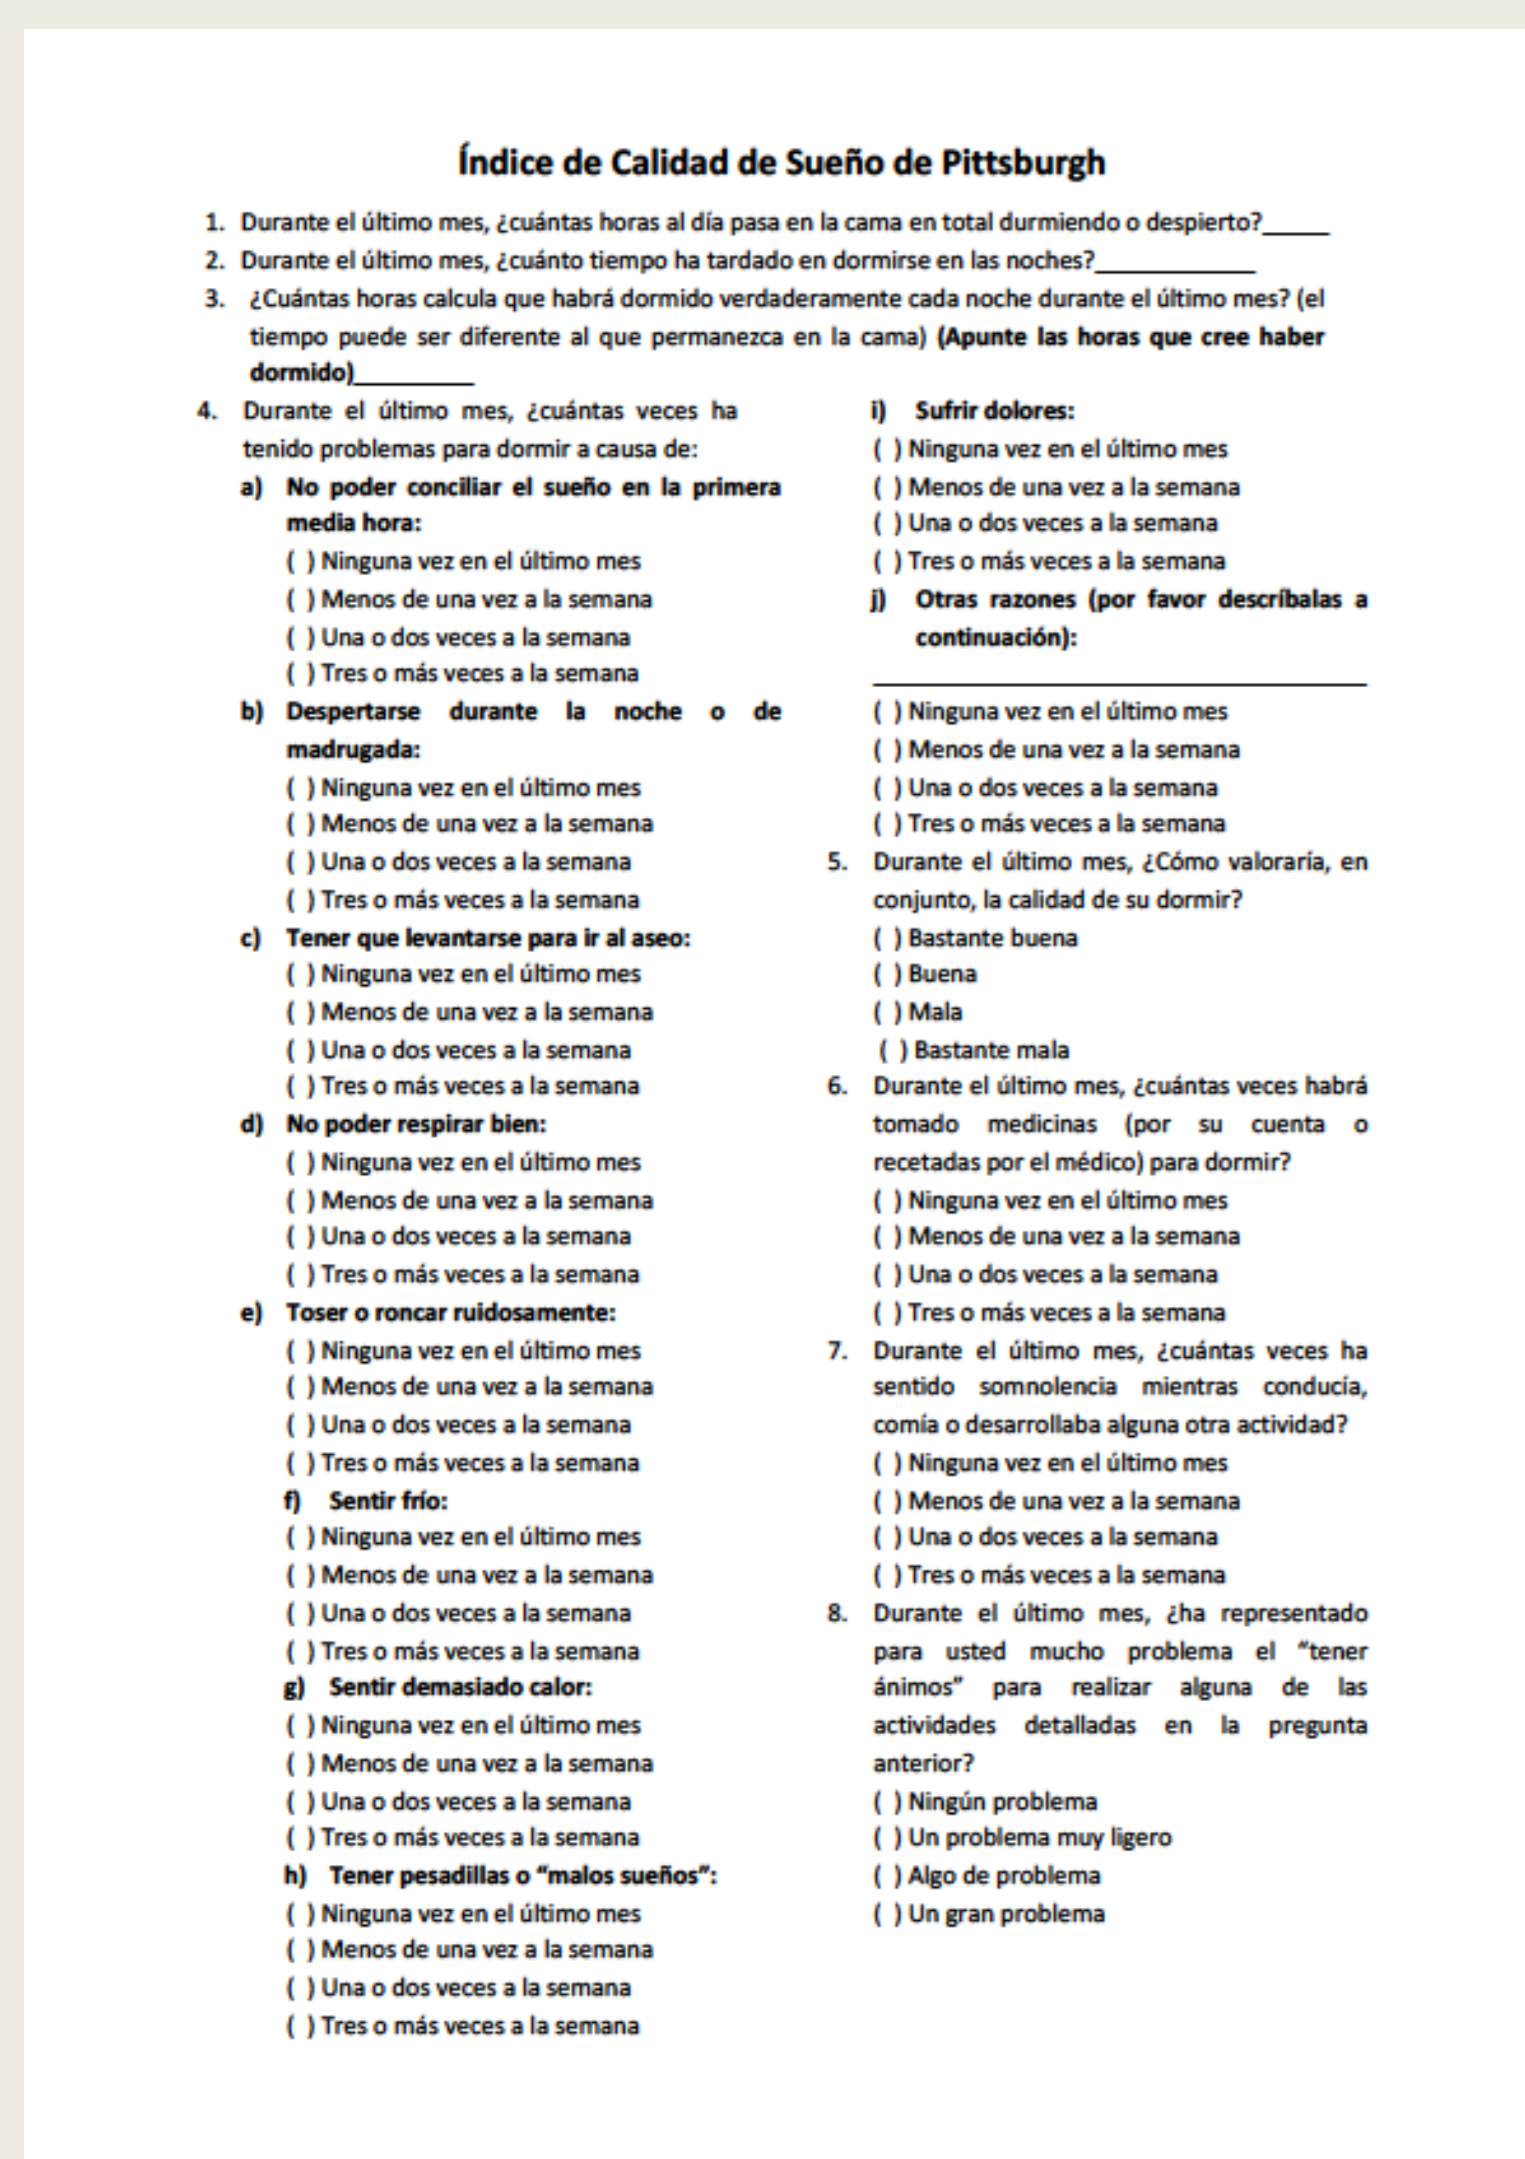 Índice de Calidad de Sueño de Pittsburgh
1. Durante el último mes, ¿cuántas horas al día pasa en la cama en total durmiendo o despierto?_____
2. Durante el último mes, ¿cuánto tiempo ha tardado en dormirse en las noches?____________
3. ¿Cuántas horas calcula que habrá dormido verdaderamente cada noche durante el último mes? (el
tiempo puede ser diferente al que permanezca en la cama) (Apunte las horas que cree haber
dormido)_________
4. Durante el último mes, ¿cuántas veces ha
tenido problemas para dormir a causa de:
a) No poder conciliar el sueño en la primera
media hora:
( ) Ninguna vez en el último mes
( ) Menos de una vez a la semana
( ) Una o dos veces a la semana
( ) Tres o más veces a la semana
b) Despertarse durante la noche o de
madrugada:
( ) Ninguna vez en el último mes
( ) Menos de una vez a la semana
( ) Una o dos veces a la semana
( ) Tres o más veces a la semana
c) Tener que levantarse para ir al aseo:
( ) Ninguna vez en el último mes
( ) Menos de una vez a la semana
( ) Una o dos veces a la semana
( ) Tres o más veces a la semana
d) No poder respirar bien:
( ) Ninguna vez en el último mes
( ) Menos de una vez a la semana
( ) Una o dos veces a la semana
( ) Tres o más veces a la semana
e) Toser o roncar ruidosamente:
( ) Ninguna vez en el último mes
( ) Menos de una vez a la semana
( ) Una o dos veces a la semana
( ) Tres o más veces a la semana
f) Sentir frío:
( ) Ninguna vez en el último mes
( ) Menos de una vez a la semana
( ) Una o dos veces a la semana
( ) Tres o más veces a la semana
g) Sentir demasiado calor:
( ) Ninguna vez en el último mes
( ) Menos de una vez a la semana
( ) Una o dos veces a la semana
( ) Tres o más veces a la semana
h) Tener pesadillas o “malos sueños”:
( ) Ninguna vez en el último mes
( ) Menos de una vez a la semana
( ) Una o dos veces a la semana
( ) Tres o más veces a la semana
i) Sufrir dolores:
( ) Ninguna vez en el último mes
( ) Menos de una vez a la semana
( ) Una o dos veces a la semana
( ) Tres o más veces a la semana
j) Otras razones (por favor descríbalas a
continuación):
_____________________________________
( ) Ninguna vez en el último mes
( ) Menos de una vez a la semana
( ) Una o dos veces a la semana
( ) Tres o más veces a la semana
5. Durante el último mes, ¿Cómo valoraría, en
conjunto, la calidad de su dormir?
( ) Bastante buena
( ) Buena
( ) Mala
( ) Bastante mala
6. Durante el último mes, ¿cuántas veces habrá
tomado medicinas (por su cuenta o
recetadas por el médico) para dormir?
( ) Ninguna vez en el último mes
( ) Menos de una vez a la semana
( ) Una o dos veces a la semana
( ) Tres o más veces a la semana
7. Durante el último mes, ¿cuántas veces ha
sentido somnolencia mientras conducía,
comía o desarrollaba alguna otra actividad?
( ) Ninguna vez en el último mes
( ) Menos de una vez a la semana
( ) Una o dos veces a la semana
( ) Tres o más veces a la semana
8. Durante el último mes, ¿ha representado
para usted mucho problema el “tener
ánimos” para realizar alguna de las
actividades detalladas en la pregunta
anterior?
( ) Ningún problema
( ) Un problema muy ligero
( ) Algo de problema
( ) Un gran problema